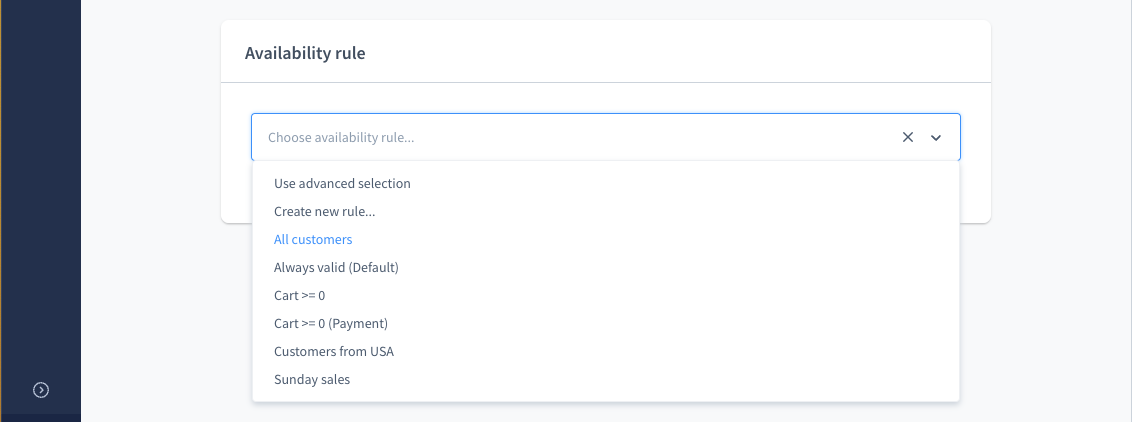 Availability rule
Choose availability rule...
Use advanced selection
Create new rule...
All customers
Always valid (Default)
Cart >= 0
Cart >= 0 (Payment)
Customers from USA
Sunday sales